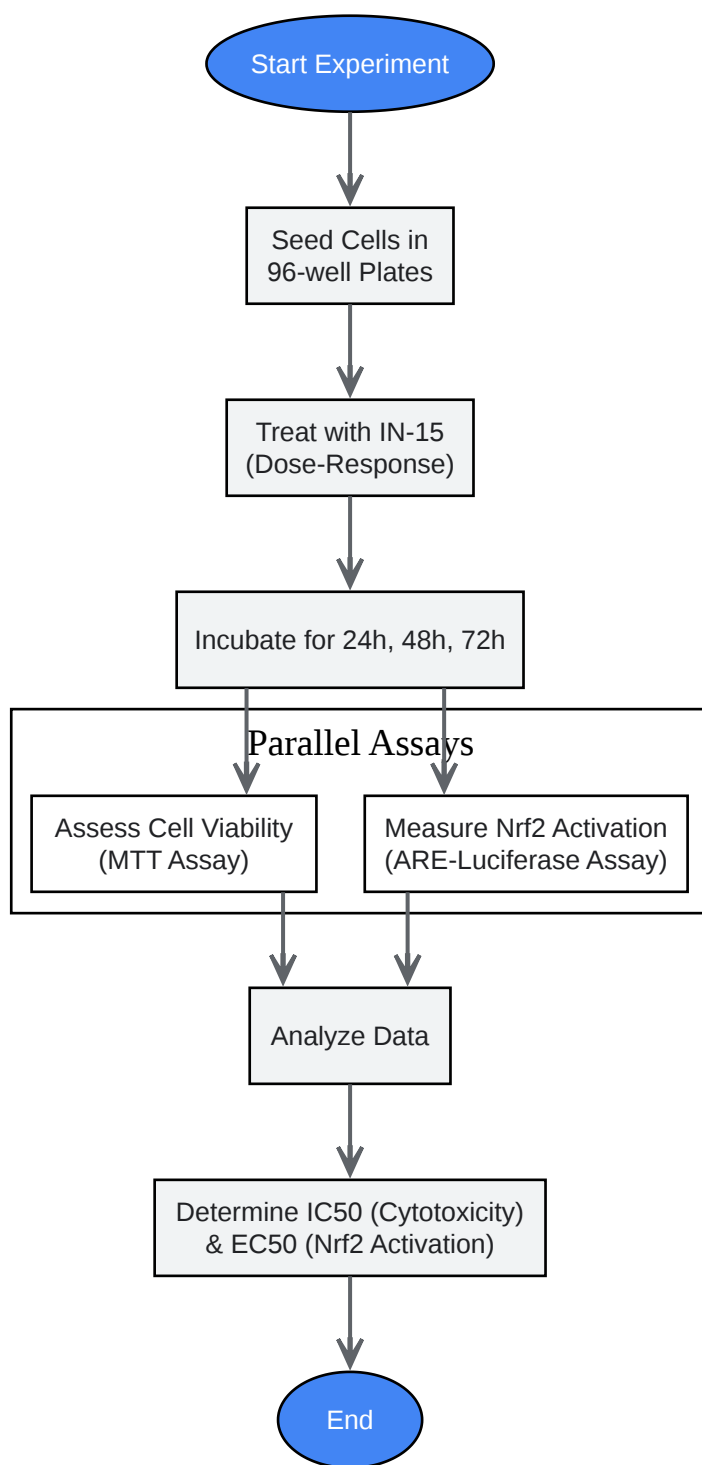 Start Experiment
Seed Cells in
96-well Plates
Treat with IN-15
(Dose-Response)
Incubate for 24h, 48h, 72h
Parallel Assays
Assess Cell Viability
(MTT Assay)
Measure Nrf2 Activation
(ARE-Luciferase Assay)
Analyze Data
Determine IC50 (Cytotoxicity)
& EC50 (Nrf2 Activation)
End